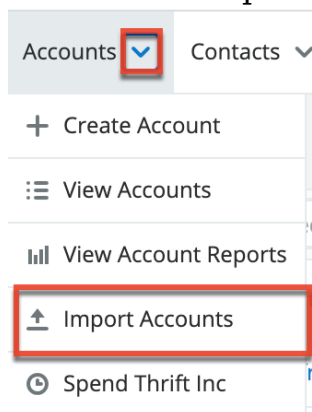 Accounts Contacts
Create Account
View Accounts
View Account Reports
Import Accounts
Spend Thrift Inc